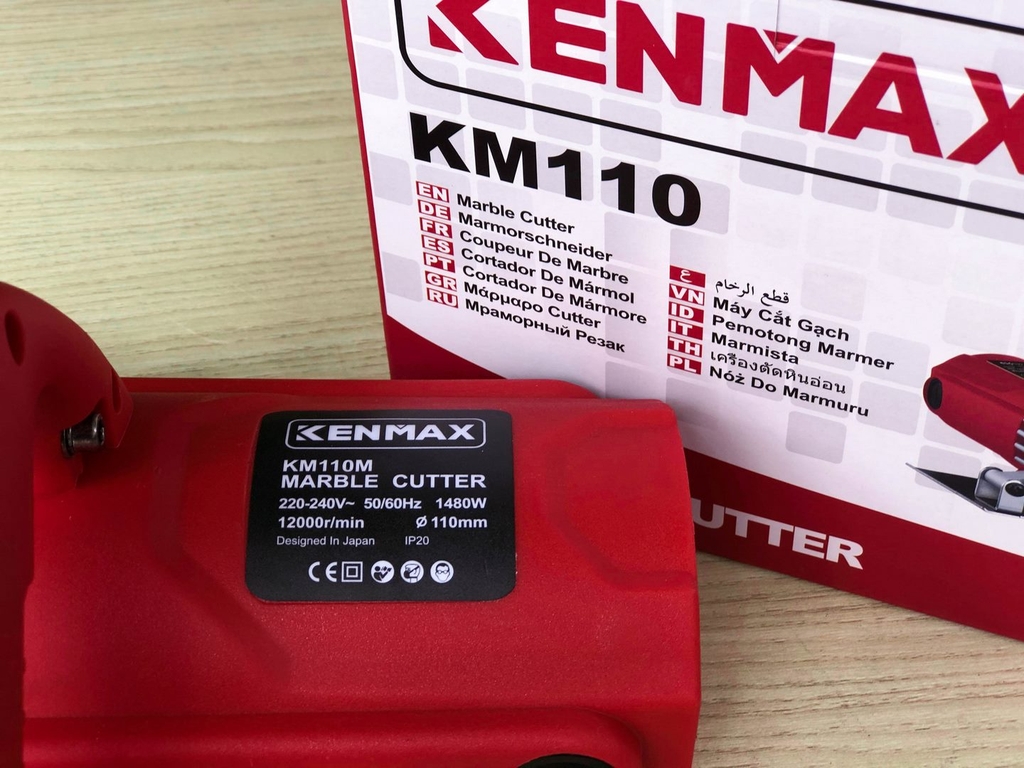 KENMAX
KM110
EN Marble Cutter
DE Marmorschneider
FR Coupeur De Marbre
ES Cortador De Mármol
PT Cortador De Mármore
GR Μάρμαρο Cutter
RU Мраморный Резак
ع قطع الرخام
VN Máy Cắt Gạch
ID Pemotong Marmer
IT Marmista
TH เครื่องตัดหินอ่อน
PL Nóż Do Marmuru
UTTER
KENMAX
KM110M
MARBLE CUTTER
220-240V~ 50/60Hz 1480W
12000r/min Ø110mm
Designed In Japan IP20
CE